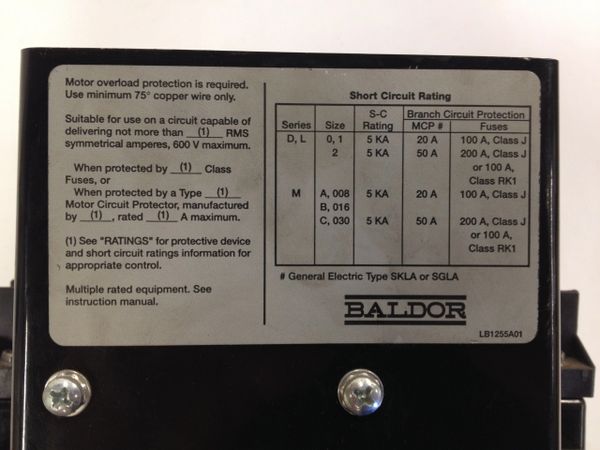 Motor overload protection is required.
Use minimum 75° copper wire only.
Suitable for use on a circuit capable of
delivering not more than (1) RMS
symmetrical amperes, 600 V maximum.
When protected by (1) Class
Fuses, or
When protected by a Type (1)
Motor Circuit Protector, manufactured
by (1), rated (1) A maximum.
(1) See "RATINGS" for protective device
and short circuit ratings information for
appropriate control.
Multiple rated equipment. See
instruction manual.
Short Circuit Rating
S-C Branch Circuit Protection
Series Size Rating MCP # Fuses
D, L 0, 1 5 KA 20 A 100 A, Class J
2 5 KA 50 A 200 A, Class J
or 100 A,
Class RK1
M A, 008 5 KA 20 A 100 A, Class J
B, 016
C, 030 5 KA 50 A 200 A, Class J
or 100 A,
Class RK1
# General Electric Type SKLA or SGLA
BALDOR
LB1255A01